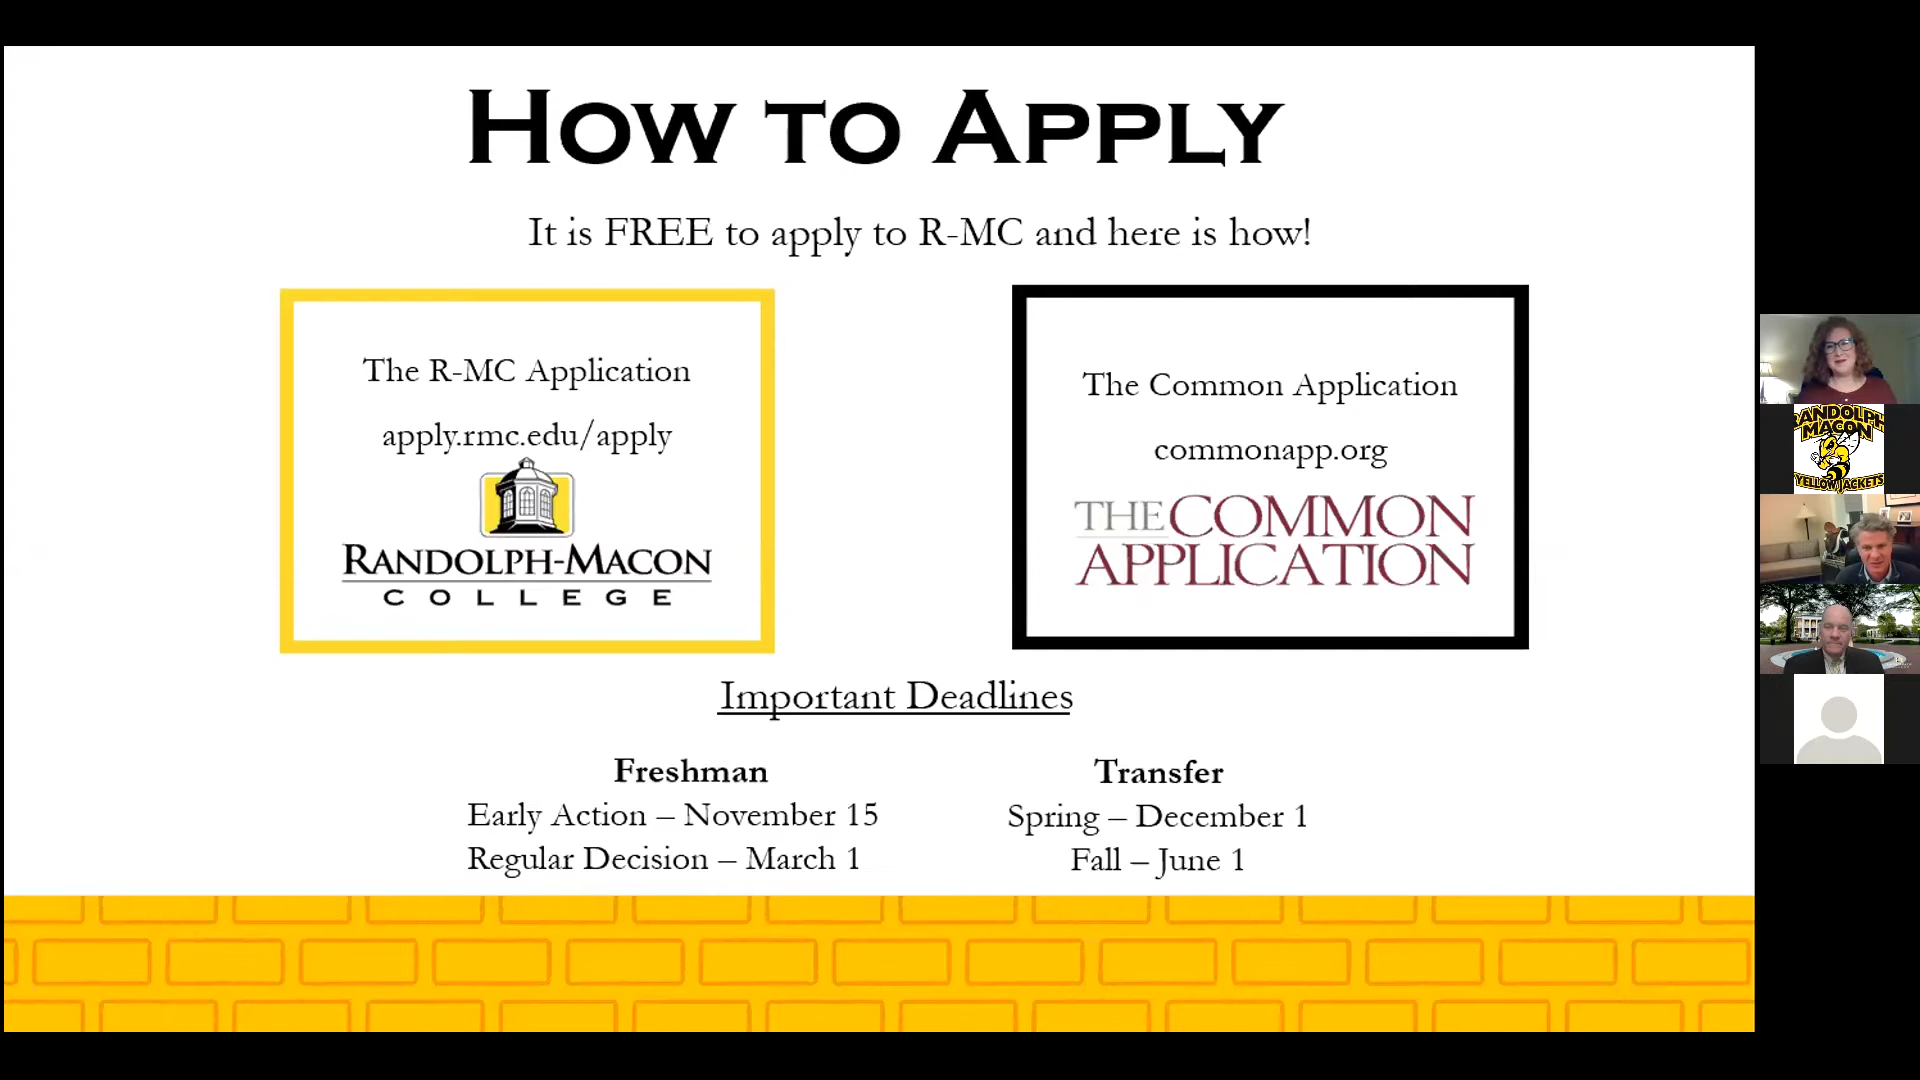 How to Apply
It is FREE to apply to R-MC and here is how!
The R-MC Application
apply.rmc.edu/apply
RANDOLPH-MACON
COLLEGE
The Common Application
commonapp.org
THE COMMON
APPLICATION
Important Deadlines
Freshman
Early Action – November 15
Regular Decision – March 1
Transfer
Spring – December 1
Fall – June 1
RANDOLPH
MACON
YELLOW JACKETS